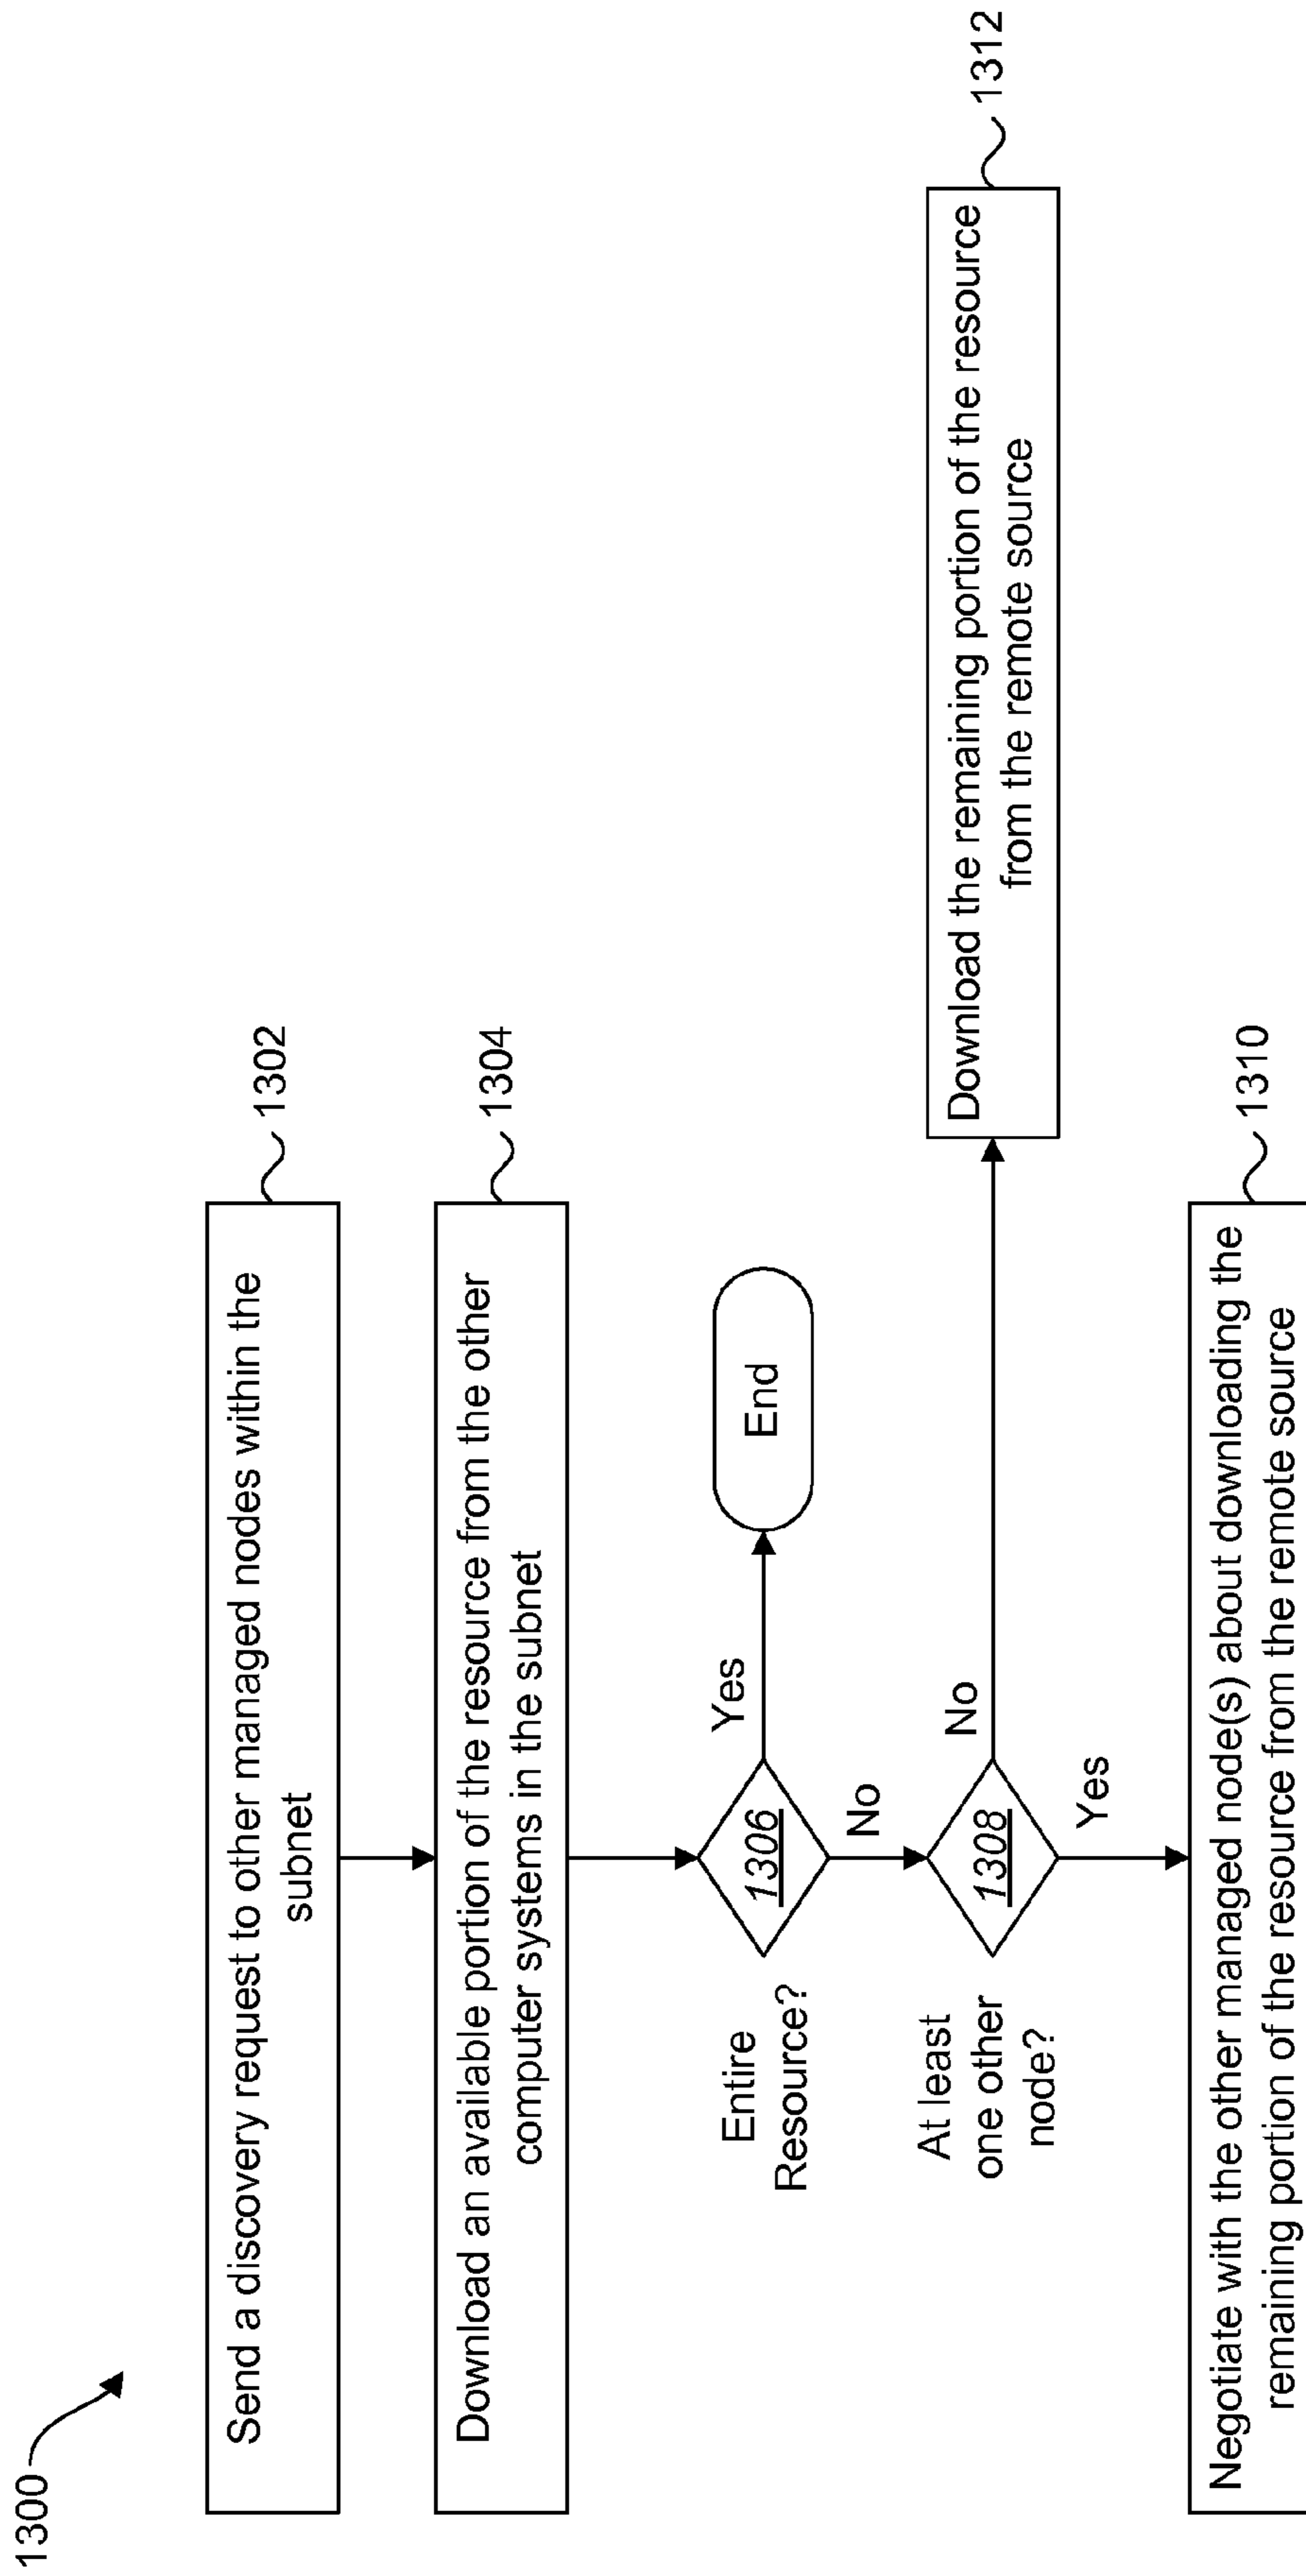 1300
Send a discovery request to other managed nodes within the
subnet
1302
Download an available portion of the resource from the other
computer systems in the subnet
1304
Entire
Resource?
1306
Yes
End
No
At least
one other
node?
1308
No
Download the remaining portion of the resource
from the remote source
1312
Yes
Negotiate with the other managed node(s) about downloading the
remaining portion of the resource from the remote source
1310